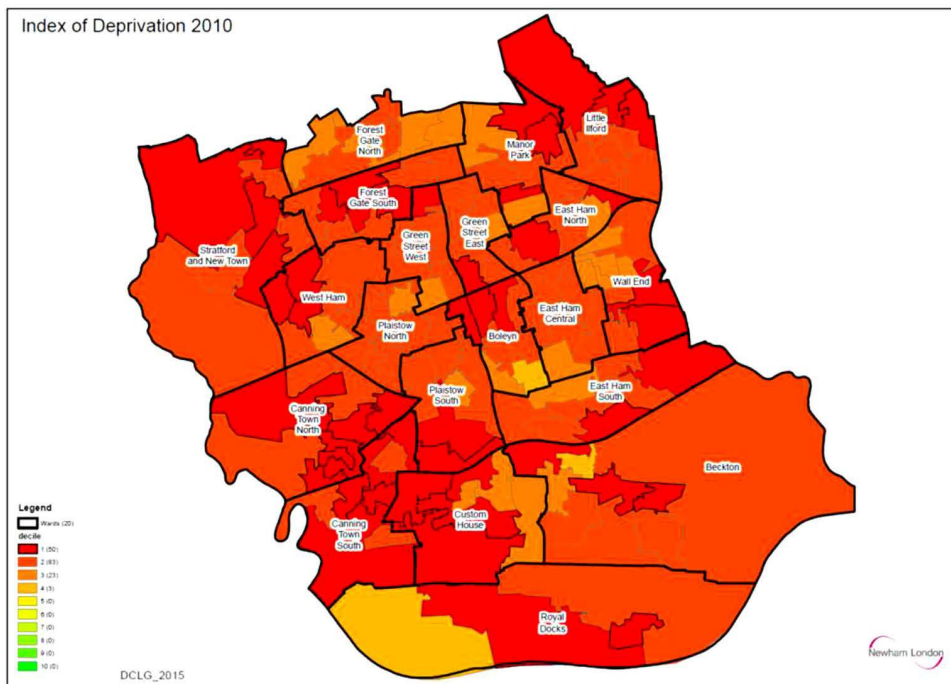 Index of Deprivation 2010
Little
Ilford
Forest
Gate
North
Manor
Park
Forest
Gate South
East Ham
North
Green
Street
East
Green
Street
West
Stratford
and New Town
Wall End
West Ham
East Ham
Central
Plaistow
North
Boleyn
Plaistow
South
East Ham
South
Canning
Town
North
Beckton
Custom
House
Canning
Town
South
Royal
Docks
Legend
Wards (20)
decile
1 (50)
2 (83)
3 (23)
4 (3)
5 (0)
6 (0)
7 (0)
8 (0)
9 (0)
10 (0)
DCLG_2015
Newham London